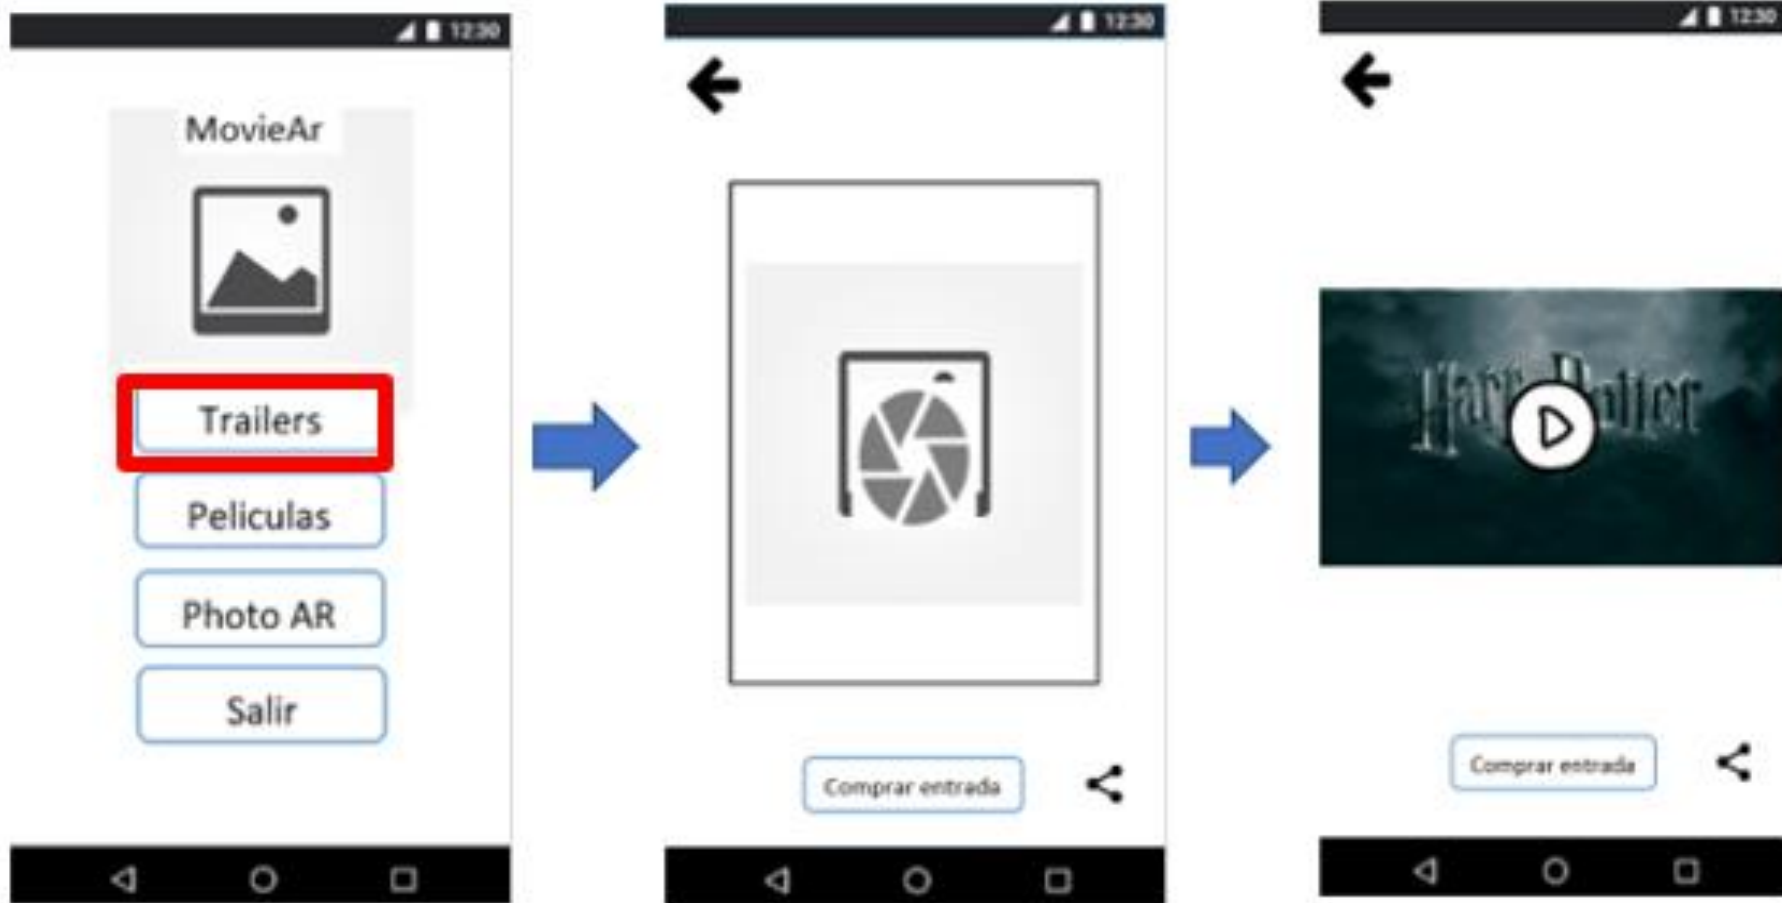 12:30
MovieAr
Trailers
Peliculas
Photo AR
Salir
12:30
Comprar entrada
12:30
Harry Potter
Comprar entrada